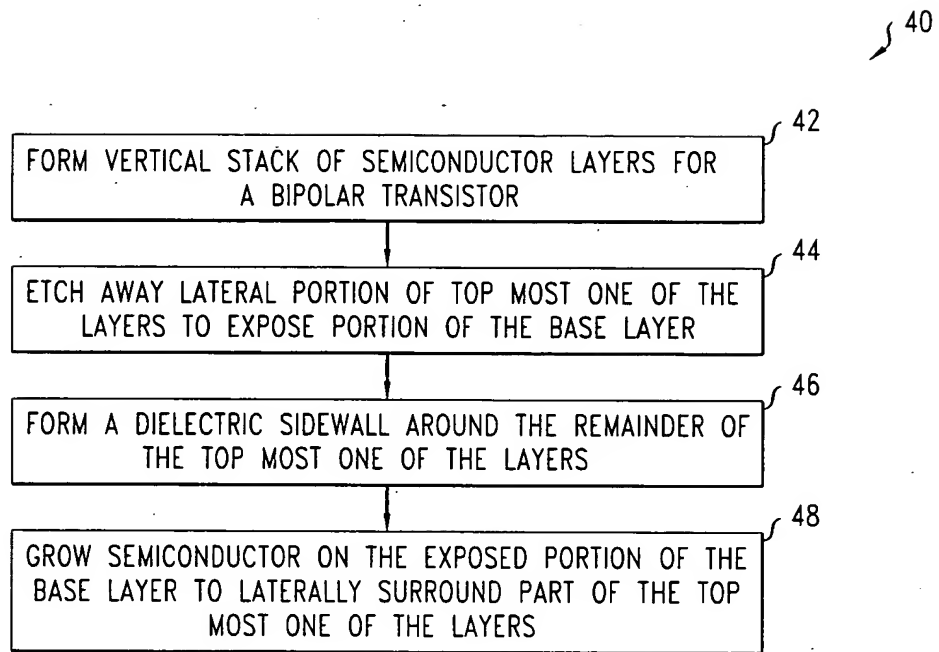 40
42
FORM VERTICAL STACK OF SEMICONDUCTOR LAYERS FOR
A BIPOLAR TRANSISTOR
44
ETCH AWAY LATERAL PORTION OF TOP MOST ONE OF THE
LAYERS TO EXPOSE PORTION OF THE BASE LAYER
46
FORM A DIELECTRIC SIDEWALL AROUND THE REMAINDER OF
THE TOP MOST ONE OF THE LAYERS
48
GROW SEMICONDUCTOR ON THE EXPOSED PORTION OF THE
BASE LAYER TO LATERALLY SURROUND PART OF THE TOP
MOST ONE OF THE LAYERS